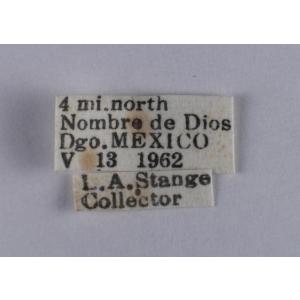 4 mi.north
Nombre de Dios
Dgo.MEXICO
V 13 1962
L.A.Stange
Collector